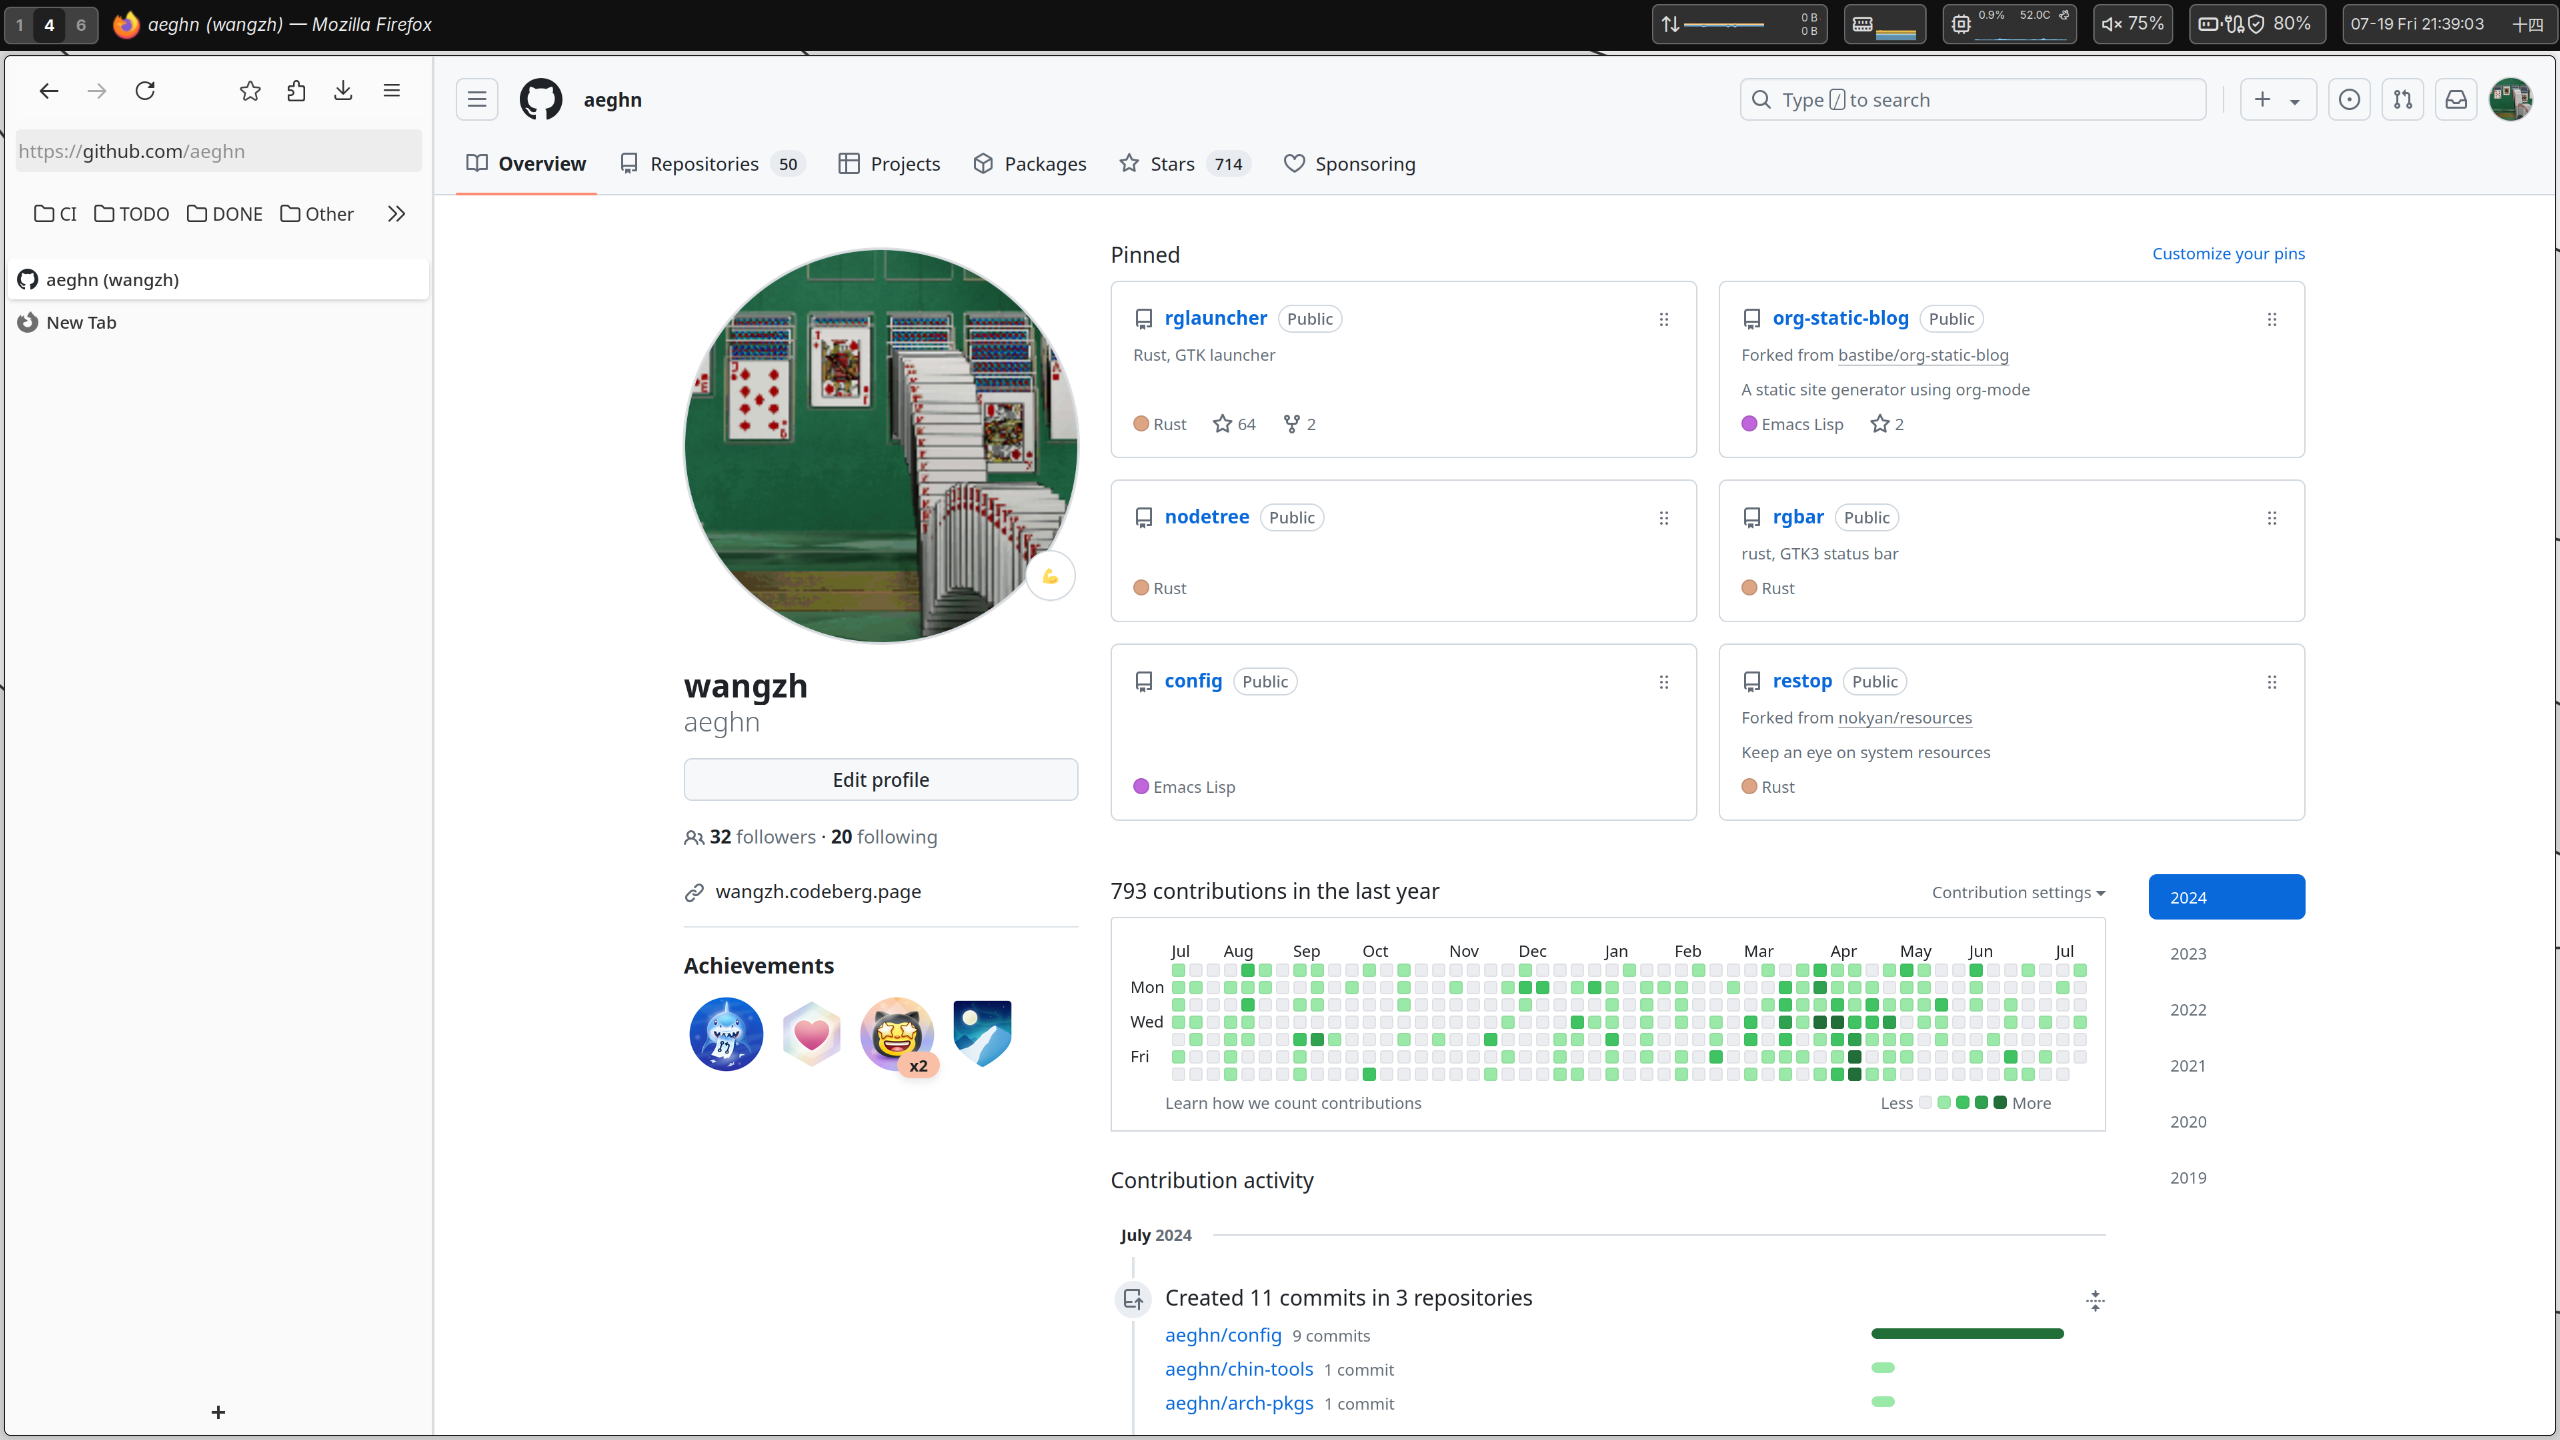 1 4 6 aeghn (wangzh) — Mozilla Firefox 0 B 0 B 0.9% 52.0C 75% 80% 07-19 Fri 21:39:03 十四
https://github.com/aeghn
CI TODO DONE Other
aeghn (wangzh)
New Tab
+
aeghn
Type / to search
Overview Repositories 50 Projects Packages Stars 714 Sponsoring
wangzh
aeghn
Edit profile
32 followers · 20 following
wangzh.codeberg.page
Achievements
x2
Pinned
Customize your pins
rglauncher Public
Rust, GTK launcher
Rust 64 2
org-static-blog Public
Forked from bastibe/org-static-blog
A static site generator using org-mode
Emacs Lisp 2
nodetree Public
Rust
rgbar Public
rust, GTK3 status bar
Rust
config Public
Emacs Lisp
restop Public
Forked from nokyan/resources
Keep an eye on system resources
Rust
793 contributions in the last year
Contribution settings
Jul Aug Sep Oct Nov Dec Jan Feb Mar Apr May Jun Jul
Mon
Wed
Fri
Learn how we count contributions
Less More
2024
2023
2022
2021
2020
2019
Contribution activity
July 2024
Created 11 commits in 3 repositories
aeghn/config 9 commits
aeghn/chin-tools 1 commit
aeghn/arch-pkgs 1 commit